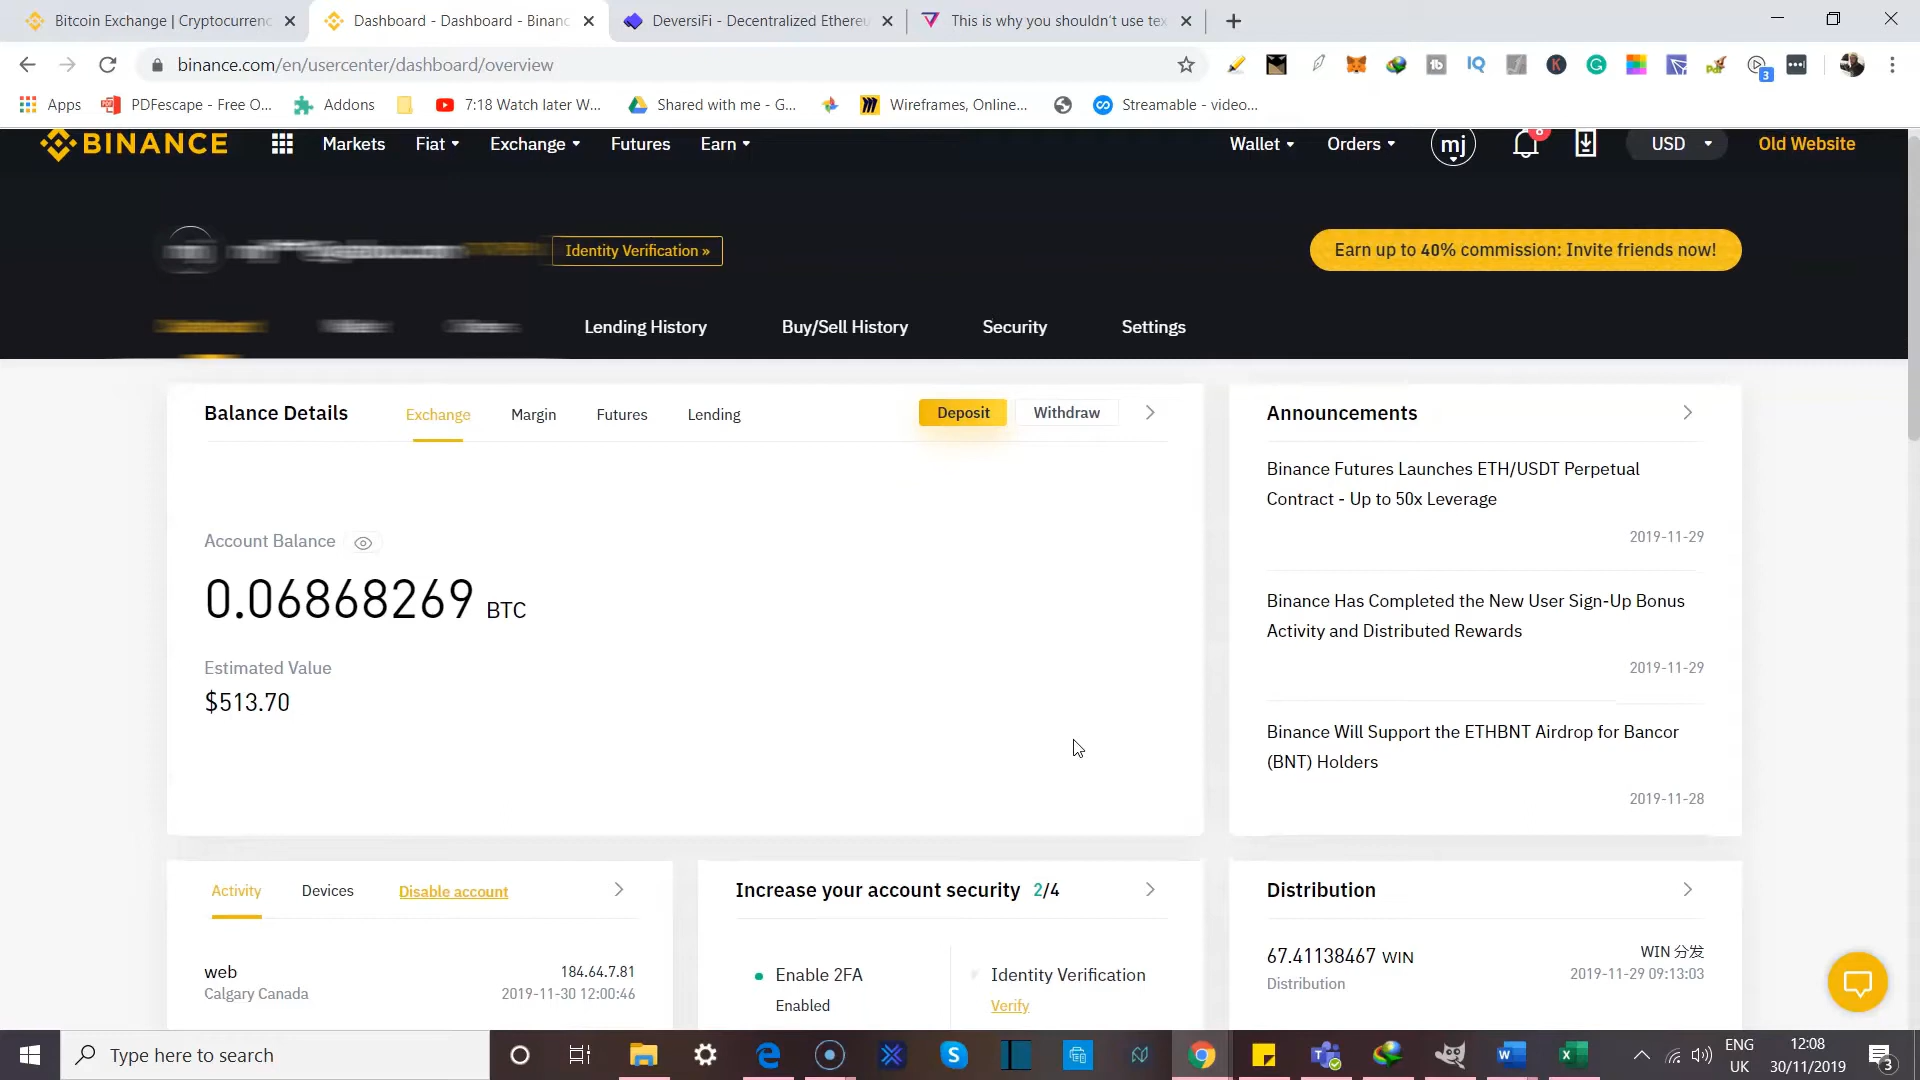 Bitcoin Exchange | Cryptocurrenc
Dashboard - Dashboard - Binanc
DeversiFi - Decentralized Ethereu
This is why you shouldn't use tex
binance.com/en/usercenter/dashboard/overview
3
Apps
PDFescape - Free O...
Addons
7:18 Watch later W...
Shared with me - G...
Wireframes, Online...
Streamable - video...
BINANCE
Markets
Fiat
Exchange
Futures
Earn
Wallet
Orders
mj
8
USD
Old Website
Identity Verification »
Earn up to 40% commission: Invite friends now!
Lending History
Buy/Sell History
Security
Settings
Balance Details
Exchange
Margin
Futures
Lending
Deposit
Withdraw
Account Balance
0.06868269 BTC
Estimated Value
$513.70
Announcements
Binance Futures Launches ETH/USDT Perpetual
Contract - Up to 50x Leverage
2019-11-29
Binance Has Completed the New User Sign-Up Bonus
Activity and Distributed Rewards
2019-11-29
Binance Will Support the ETHBNT Airdrop for Bancor
(BNT) Holders
2019-11-28
Activity
Devices
Disable account
web
184.64.7.81
Calgary Canada
2019-11-30 12:00:46
Increase your account security 2/4
Enable 2FA
Enabled
Identity Verification
Verify
Distribution
67.41138467 WIN
WIN 分发
Distribution
2019-11-29 09:13:03
Type here to search
ENG
UK
12:08
30/11/2019
3